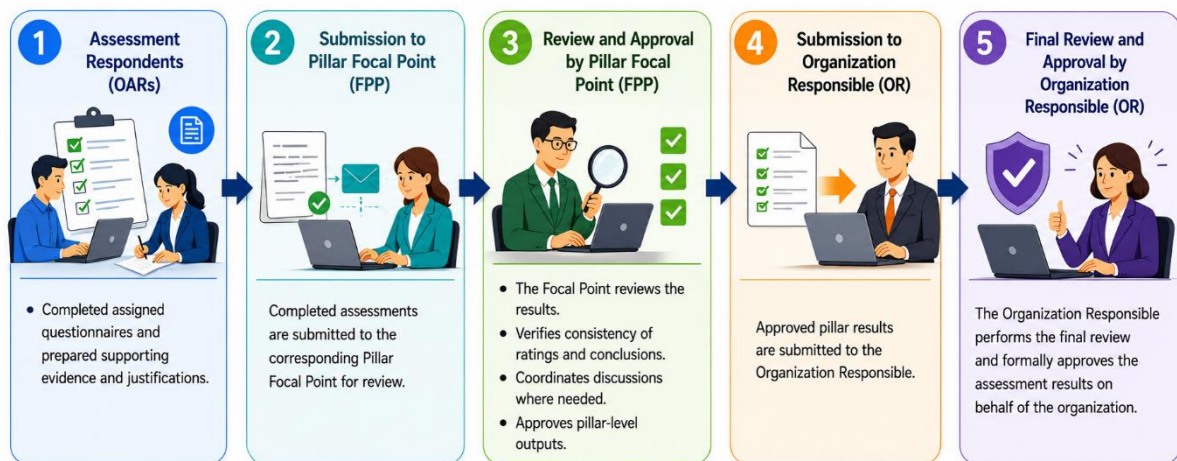 1
Assessment
Respondents
(OARs)
• Completed assigned
questionnaires and
prepared supporting
evidence and justifications.
2
Submission to
Pillar Focal Point
(FPP)
Completed assessments
are submitted to the
corresponding Pillar
Focal Point for review.
3
Review and Approval
by Pillar Focal
Point (FPP)
• The Focal Point reviews the
results.
• Verifies consistency of
ratings and conclusions.
• Coordinates discussions
where needed.
• Approves pillar-level
outputs.
4
Submission to
Organization
Responsible (OR)
Approved pillar results
are submitted to the
Organization Responsible.
5
Final Review and
Approval by
Organization
Responsible (OR)
The Organization Responsible
performs the final review
and formally approves the
assessment results on
behalf of the organization.